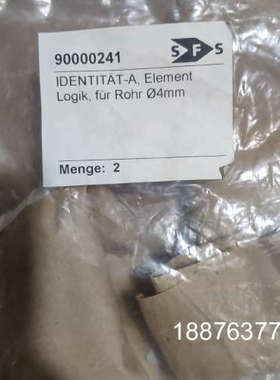 90000241
SFS
IDENTITÄT-A, Element
Logik, für Rohr Ø4mm
Menge: 2
18876377